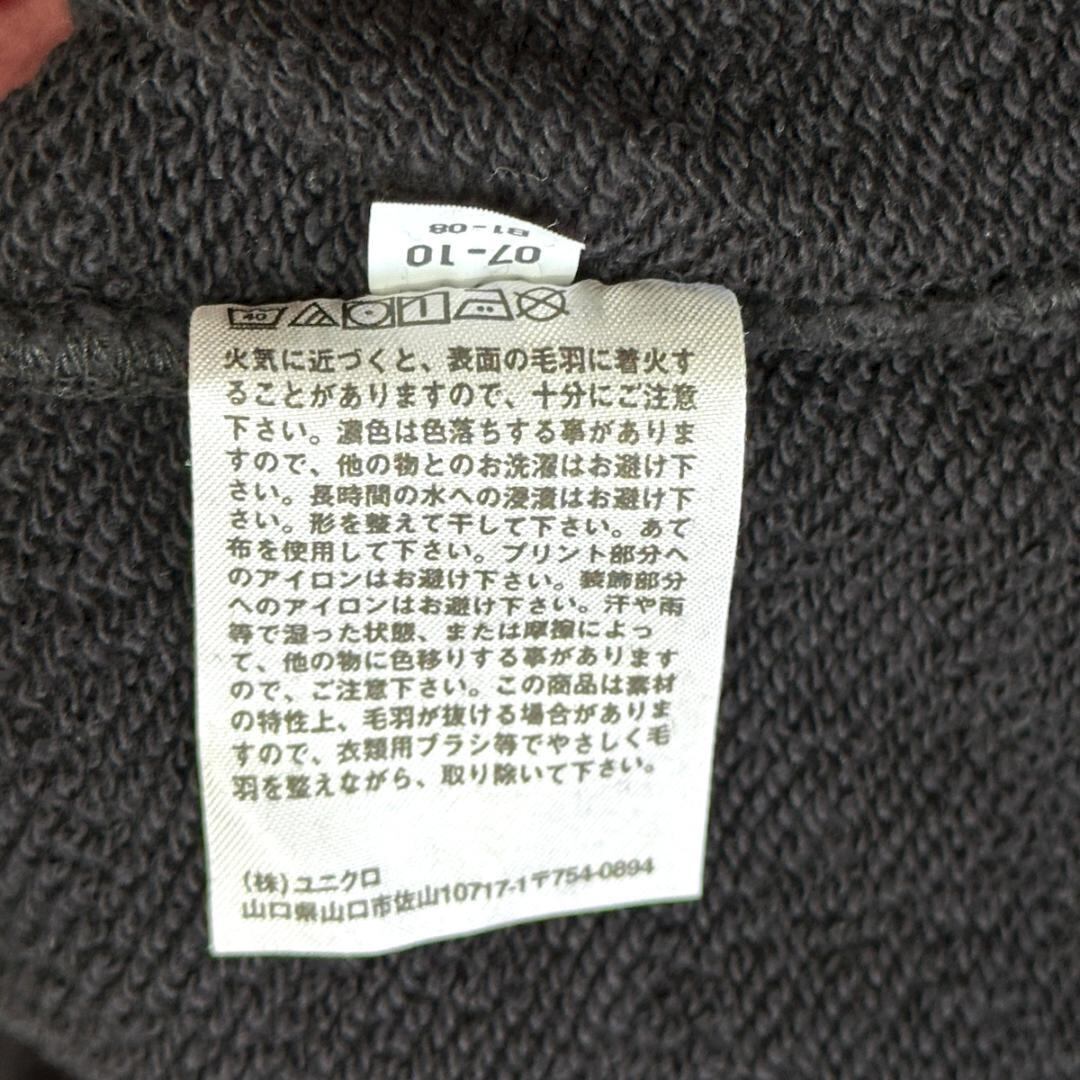 B1-08
07-10
40
火気に近づくと、表面の毛羽に着火す
ることがありますので、十分にご注意
下さい。濃色は色落ちする事がありま
すので、他の物とのお洗濯はお避け下
さい。長時間の水への浸漬はお避け下
さい。形を整えて干して下さい。あて
布を使用して下さい。プリント部分へ
のアイロンはお避け下さい。装飾部分
へのアイロンはお避け下さい。汗や雨
等で湿った状態、または摩擦によっ
て、他の物に色移りする事があります
ので、ご注意下さい。この商品は素材
の特性上、毛羽が抜ける場合がありま
すので、衣類用ブラシ等でやさしく毛
羽を整えながら、取り除いて下さい。
(株)ユニクロ
山口県山口市佐山10717-1〒754-0894